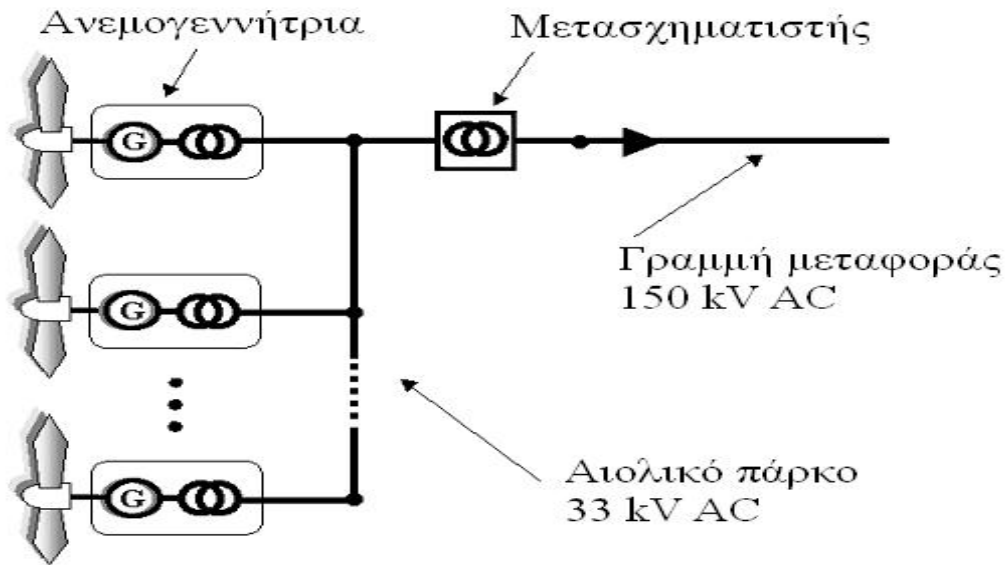 Ανεμογεννήτρια
Μετασχηματιστής
G
Γραμμή μεταφοράς
150 kV AC
G
G
Αιολικό πάρκο
33 kV AC